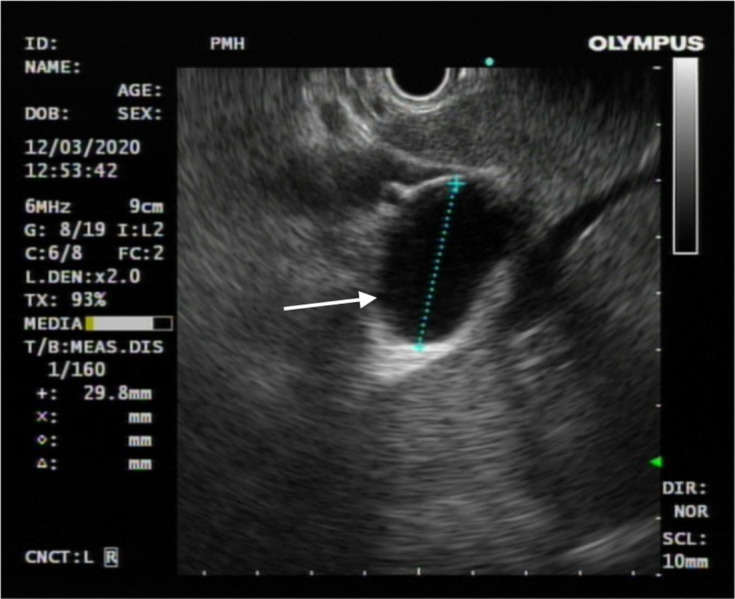 ID:
PMH
OLYMPUS
NAME:
AGE:
DOB: SEX:
12/03/2020
12:53:42
6MHz 9cm
G: 8/19 I:L2
C:6/8 FC:2
L.DEN:x2.0
TX: 93%
MEDIA
T/B:MEAS.DIS
1/160
+: 29.8mm
×: mm
◇: mm
△: mm
CNCT:L R
DIR:
NOR
SCL:
10mm